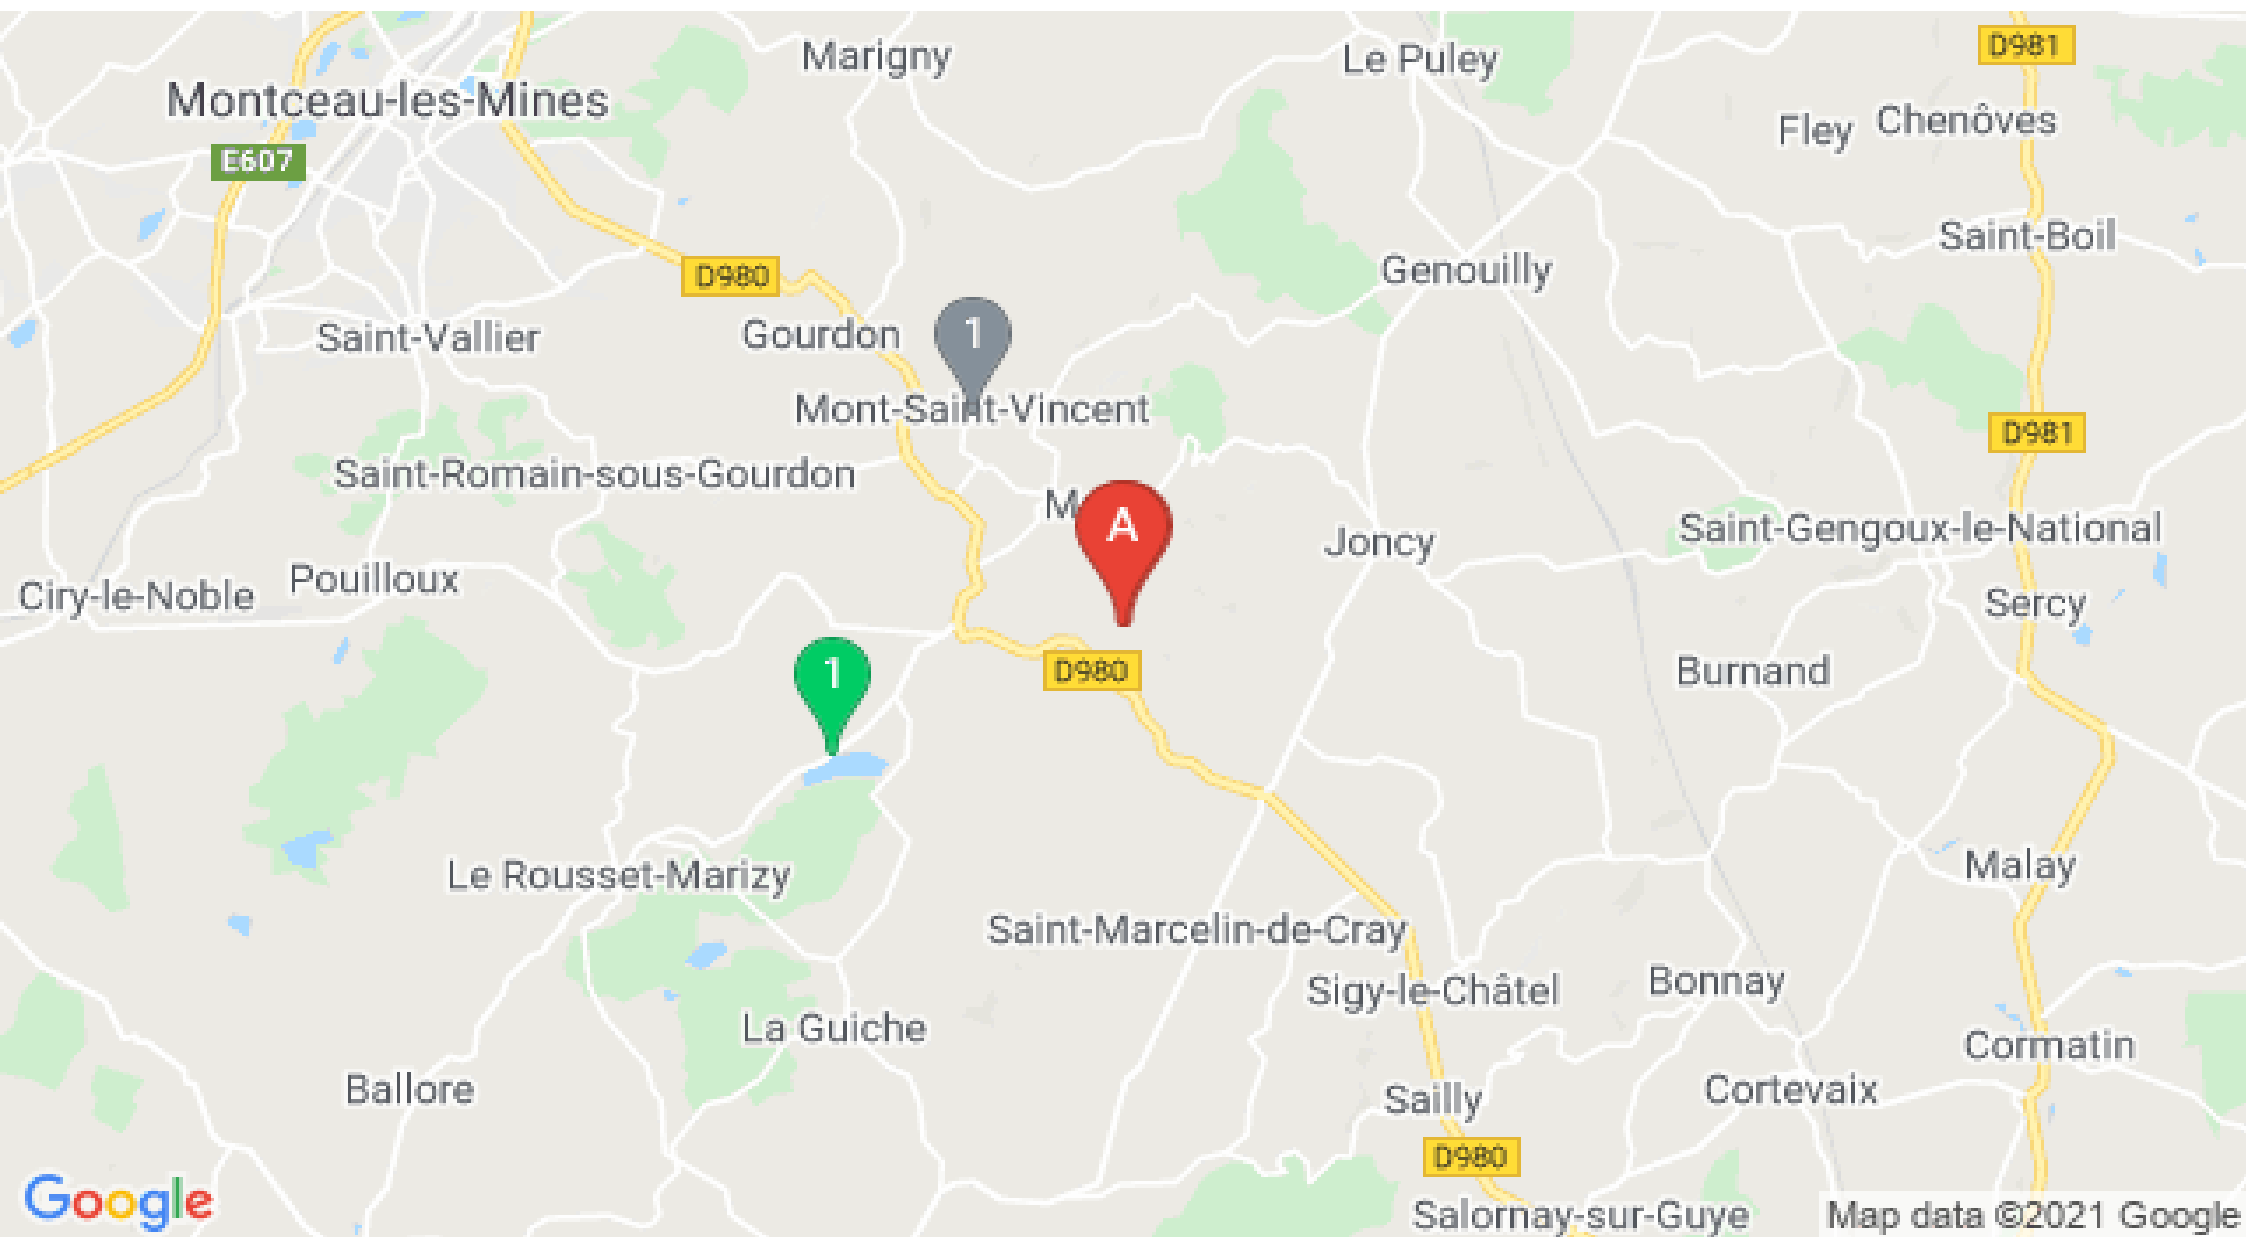 Marigny
Le Puley
D981
Montceau-les-Mines
Fley
Chenôves
E607
Saint-Boil
D980
Genouilly
Saint-Vallier
Gourdon
1
Mont-Saint-Vincent
D981
Saint-Romain-sous-Gourdon
A
Joncy
Saint-Gengoux-le-National
Ciry-le-Noble
Pouilloux
Sercy
1
D980
Burnand
Le Rousset-Marizy
Malay
Saint-Marcelin-de-Cray
Sigy-le-Châtel
Bonnay
La Guiche
Cormatin
Ballore
Sailly
Cortevaix
D980
Google
Salornay-sur-Guye
Map data ©2021 Google